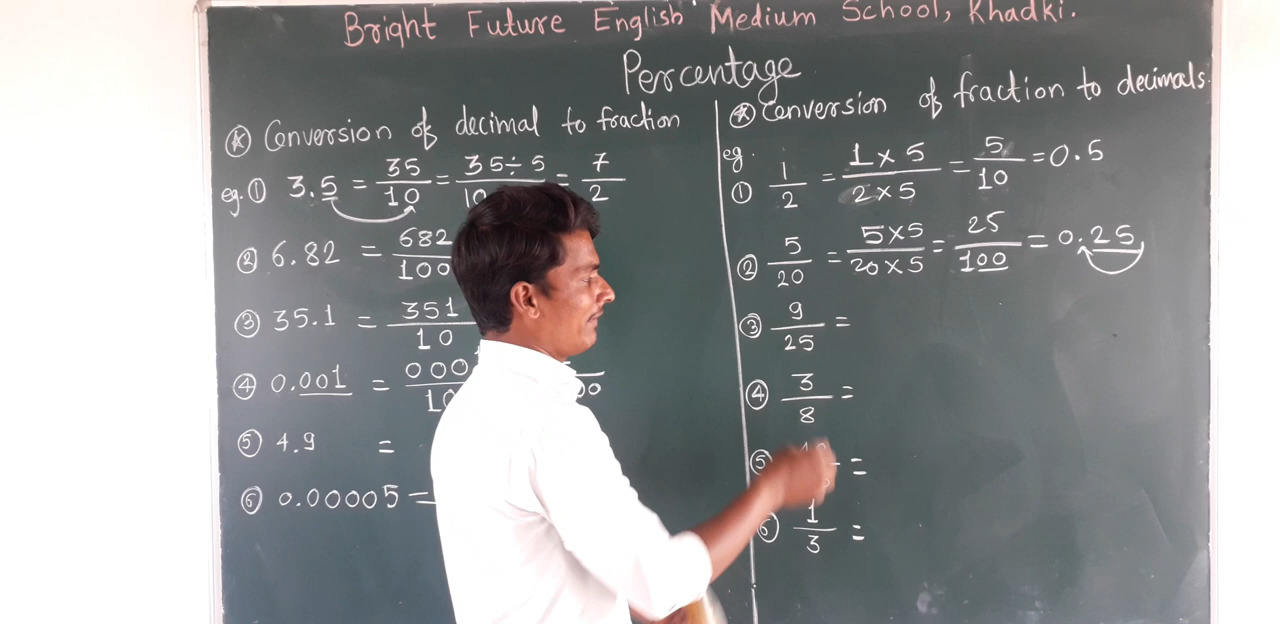 Bright Future English Medium School, Khadki.
Percentage
* Conversion of decimal to fraction
eg. ① 3.5 = 35/10 = 35÷5/10 = 7/2
② 6.82 = 682/100
③ 35.1 = 351/10
④ 0.001 = 000
⑤ 4.9 =
⑥ 0.00005 =
* Conversion of fraction to decimals.
eg.
① 1/2 = 1×5/2×5 = 5/10 = 0.5
② 5/20 = 5×5/20×5 = 25/100 = 0.25
③ 9/25 =
④ 3/8 =
⑤ =
⑥ 1/3 =